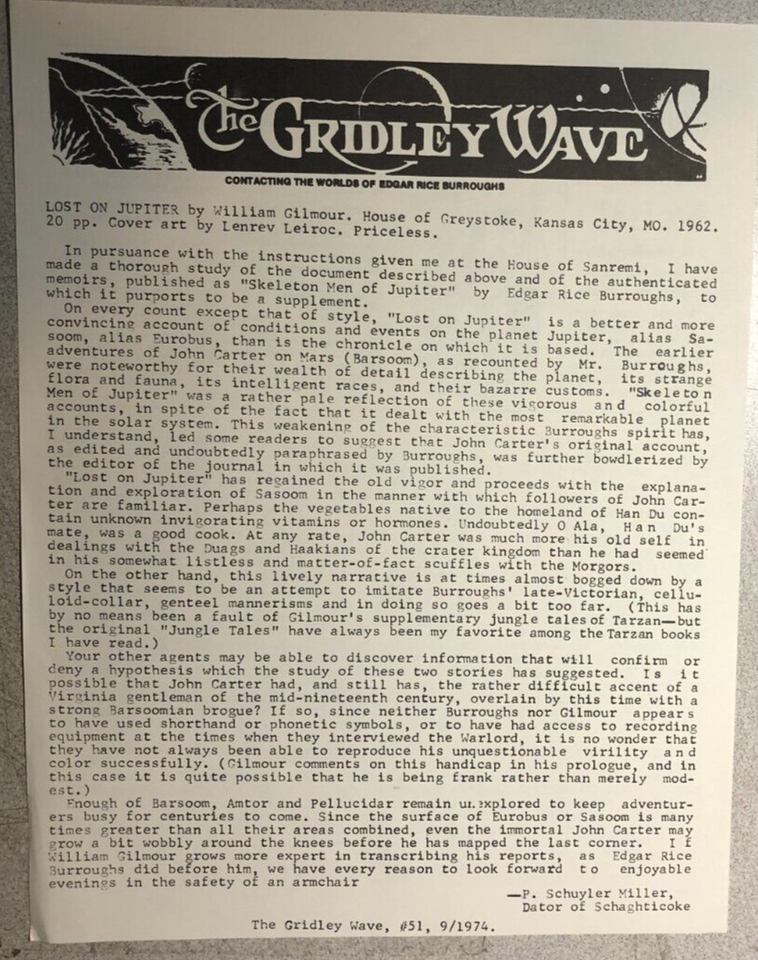 The GRIDLEY WAVE
CONTACTING THE WORLDS OF EDGAR RICE BURROUGHS
LOST ON JUPITER by William Gilmour. House of Greystoke, Kansas City, MO. 1962.
20 pp. Cover art by Lenrev Leiroc. Priceless.
In pursuance with the instructions given me at the House of Sanremi, I have
made a thorough study of the document described above and of the authenticated
memoirs, published as "Skeleton Men of Jupiter" by Edgar Rice Burroughs, to
which it purports to be a supplement.
On every count except that of style, "Lost on Jupiter" is a better and more
convincing account of conditions and events on the planet Jupiter, alias Sa-
soom, alias Eurobus, than is the chronicle on which it is based. The earlier
adventures of John Carter on Mars (Barsoom), as recounted by Mr. Burroughs,
were noteworthy for their wealth of detail describing the planet, its strange
flora and fauna, its intelligent races, and their bazarre customs. "Skeleton
Men of Jupiter" was a rather pale reflection of these vigorous and colorful
accounts, in spite of the fact that it dealt with the most remarkable planet
in the solar system. This weakening of the characteristic Burroughs spirit has,
I understand, led some readers to suggest that John Carter's original account,
as edited and undoubtedly paraphrased by Burroughs, was further bowdlerized by
the editor of the journal in which it was published.
"Lost on Jupiter" has regained the old vigor and proceeds with the explana-
tion and exploration of Sasoom in the manner with which followers of John Car-
ter are familiar. Perhaps the vegetables native to the homeland of Han Du con-
tain unknown invigorating vitamins or hormones. Undoubtedly O Ala, Han Du's
mate, was a good cook. At any rate, John Carter was much more his old self in
dealings with the Duags and Haakians of the crater kingdom than he had seemed
in his somewhat listless and matter-of-fact scuffles with the Morgors.
On the other hand, this lively narrative is at times almost bogged down by a
style that seems to be an attempt to imitate Burroughs' late-Victorian, cellu-
loid-collar, genteel mannerisms and in doing so goes a bit too far. (This has
by no means been a fault of Gilmour's supplementary jungle tales of Tarzan—but
the original "Jungle Tales" have always been my favorite among the Tarzan books
I have read.)
Your other agents may be able to discover information that will confirm or
deny a hypothesis which the study of these two stories has suggested. Is it
possible that John Carter had, and still has, the rather difficult accent of a
Virginia gentleman of the mid-nineteenth century, overlain by this time with a
strong Barsoomian brogue? If so, since neither Burroughs nor Gilmour appears
to have used shorthand or phonetic symbols, or to have had access to recording
equipment at the times when they interviewed the Warlord, it is no wonder that
they have not always been able to reproduce his unquestionable virility and
color successfully. (Gilmour comments on this handicap in his prologue, and in
this case it is quite possible that he is being frank rather than merely mod-
est.)
Enough of Barsoom, Amtor and Pellucidar remain unexplored to keep adventur-
ers busy for centuries to come. Since the surface of Eurobus or Sasoom is many
times greater than all their areas combined, even the immortal John Carter may
grow a bit wobbly around the knees before he has mapped the last corner. If
William Gilmour grows more expert in transcribing his reports, as Edgar Rice
Burroughs did before him, we have every reason to look forward to enjoyable
evenings in the safety of an armchair
—P. Schuyler Miller,
Dator of Schaghticoke
The Gridley Wave, #51, 9/1974.